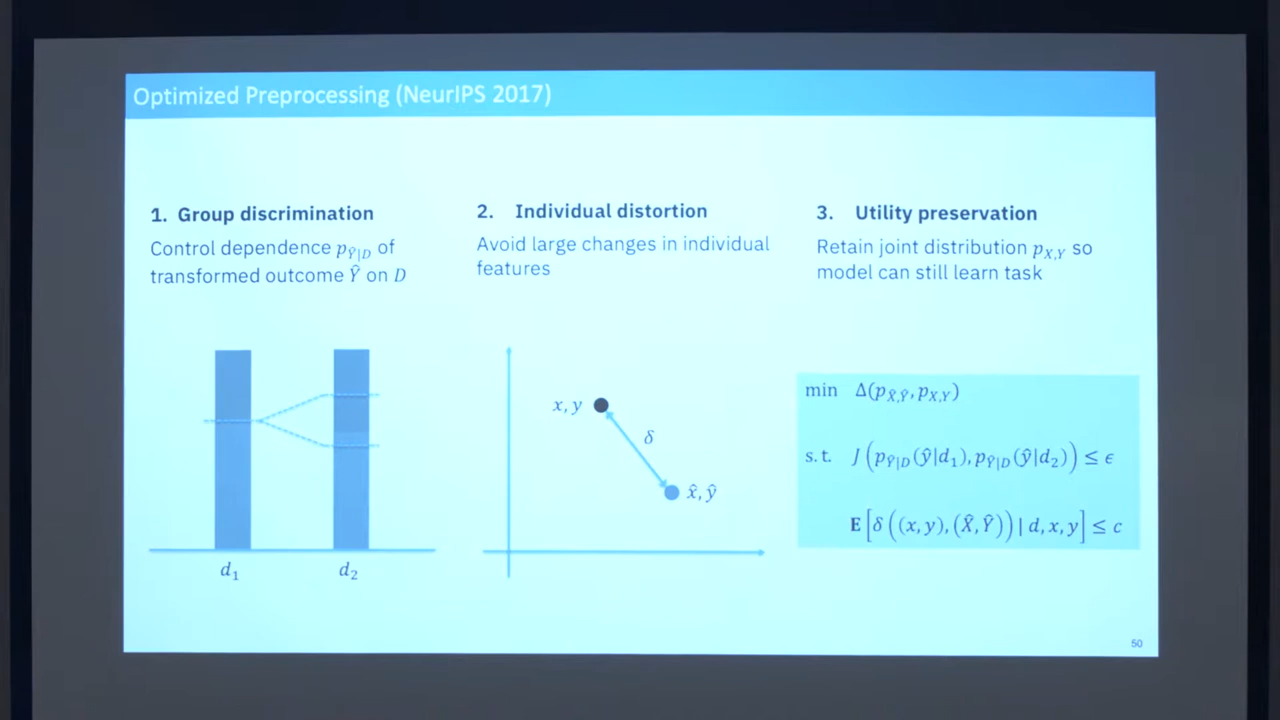 Optimized Preprocessing (NeurIPS 2017)
1. Group discrimination
Control dependence p_{Ŷ|D} of
transformed outcome Ŷ on D
2. Individual distortion
Avoid large changes in individual
features
3. Utility preservation
Retain joint distribution p_{X,Y} so
model can still learn task
d₁
d₂
x, y
δ
x̂, ŷ
min Δ(p_{X̂,Ŷ}, p_{X,Y})
s. t. J(p_{Ŷ|D}(ŷ|d₁), p_{Ŷ|D}(ŷ|d₂)) ≤ ϵ
E[δ((x, y), (X̂, Ŷ)) | d, x, y] ≤ c
50